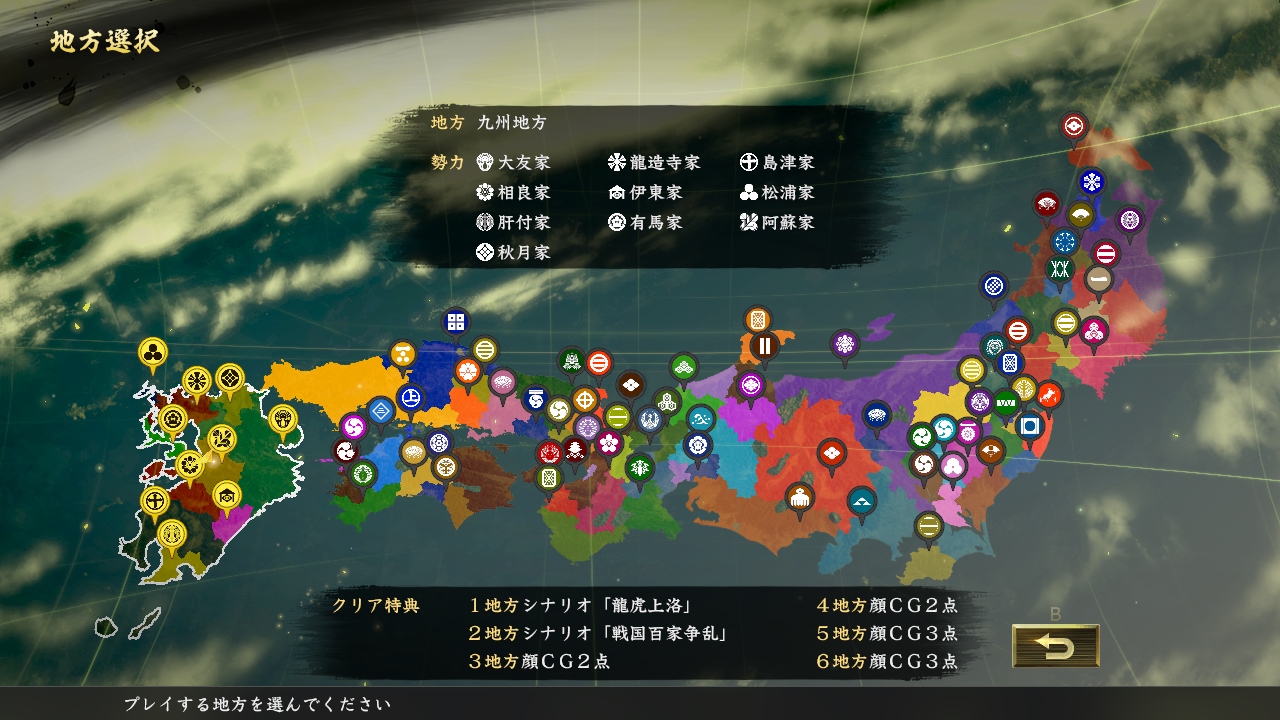 地方選択
地方 九州地方
勢力 大友家 龍造寺家 島津家
相良家 伊東家 松浦家
肝付家 有馬家 阿蘇家
秋月家
クリア特典 1地方シナリオ「龍虎上洛」 4地方顔CG2点
2地方シナリオ「戦国百家争乱」 5地方顔CG3点
3地方顔CG2点 6地方顔CG3点
B
プレイする地方を選んでください